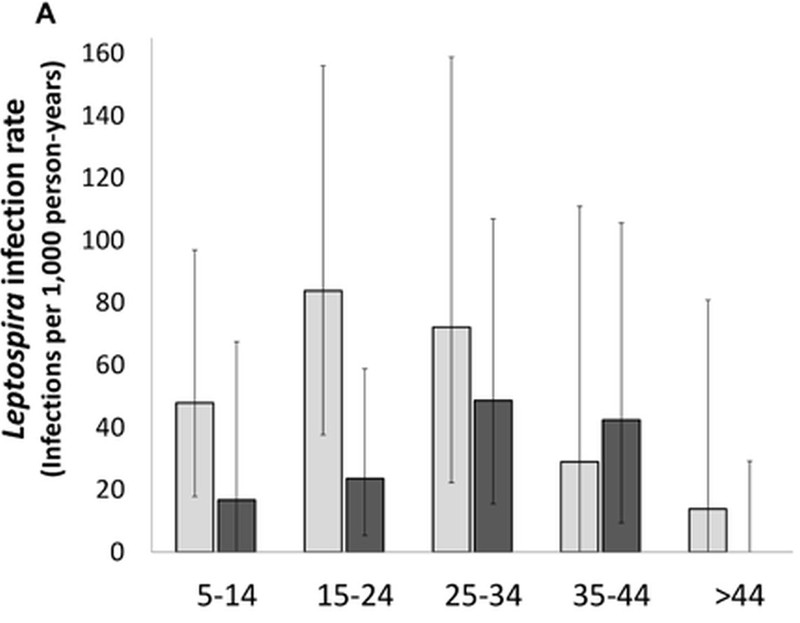 A
Leptospira infection rate
(Infections per 1,000 person-years)
160
140
120
100
80
60
40
20
0
5-14 15-24 25-34 35-44 >44